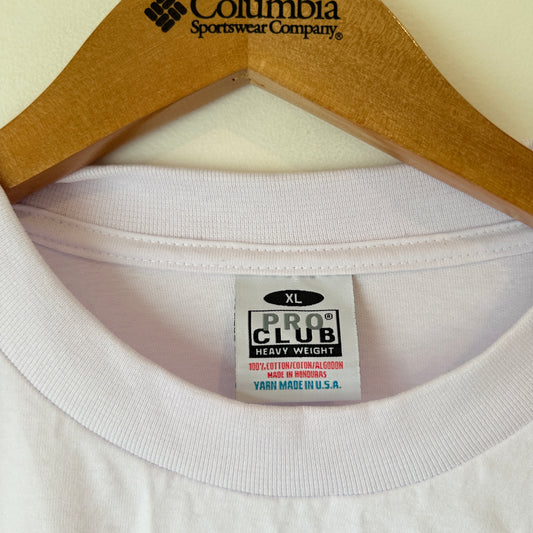 Columbia
Sportswear Company®
XL
PRO®
CLUB
HEAVY WEIGHT
100% COTTON/COTON/ALGODON
MADE IN HONDURAS
YARN MADE IN U.S.A.